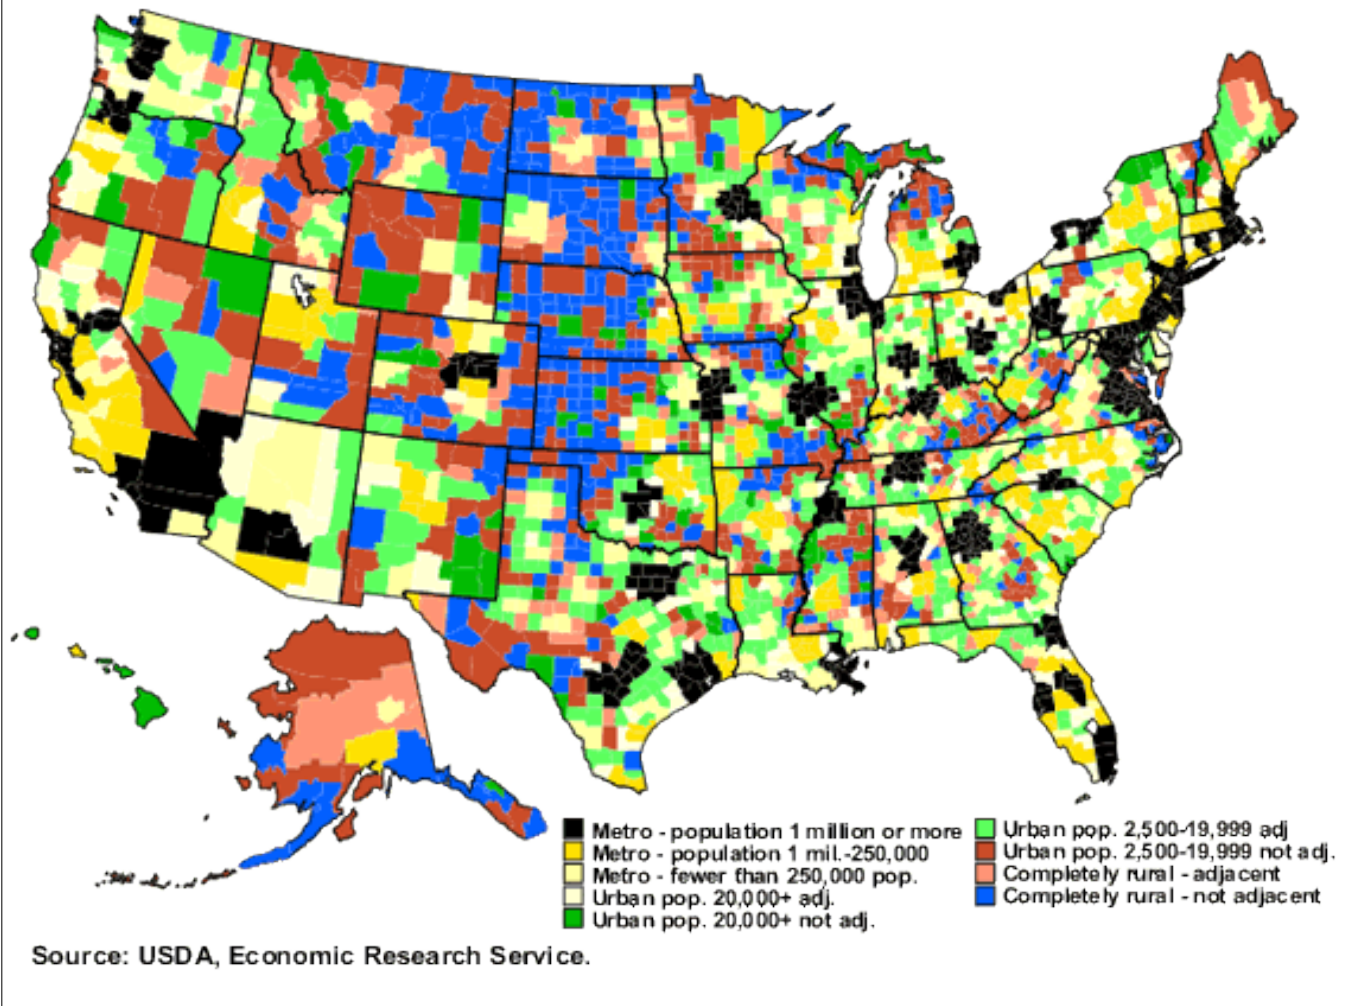 Metro - population 1 million or more
Metro - population 1 mil.-250,000
Metro - fewer than 250,000 pop.
Urban pop. 20,000+ adj.
Urban pop. 20,000+ not adj.
Urban pop. 2,500-19,999 adj
Urban pop. 2,500-19,999 not adj.
Completely rural - adjacent
Completely rural - not adjacent
Source: USDA, Economic Research Service.